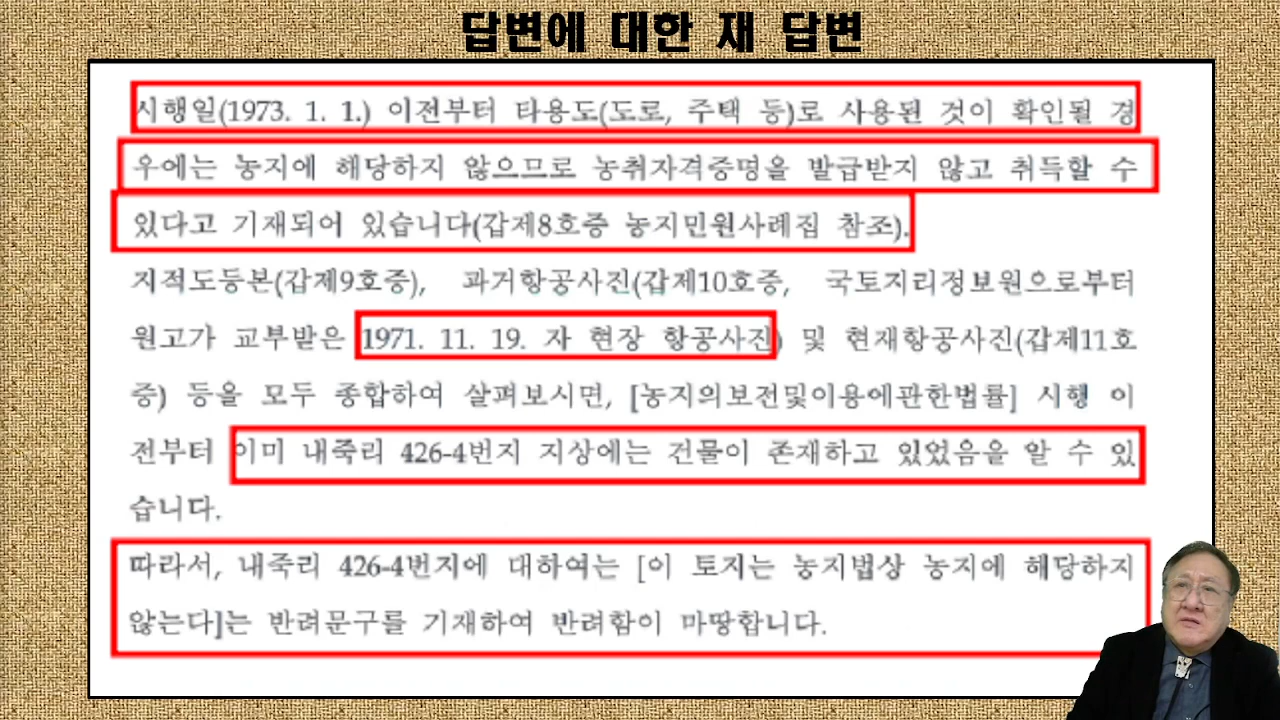 답변에 대한 재 답변
시행일(1973. 1. 1.) 이전부터 타용도(도로, 주택 등)로 사용된 것이 확인될 경
우에는 농지에 해당하지 않으므로 농취자격증명을 발급받지 않고 취득할 수
있다고 기재되어 있습니다(갑제8호증 농지민원사례집 참조).
지적도등본(갑제9호증), 과거항공사진(갑제10호증, 국토지리정보원으로부터
원고가 교부받은 1971. 11. 19. 자 현장 항공사진) 및 현재항공사진(갑제11호
증) 등을 모두 종합하여 살펴보시면, [농지의보전및이용에관한법률] 시행 이
전부터 이미 내죽리 426-4번지 지상에는 건물이 존재하고 있었음을 알 수 있
습니다.
따라서, 내죽리 426-4번지에 대하여는 [이 토지는 농지법상 농지에 해당하지
않는다]는 반려문구를 기재하여 반려함이 마땅합니다.